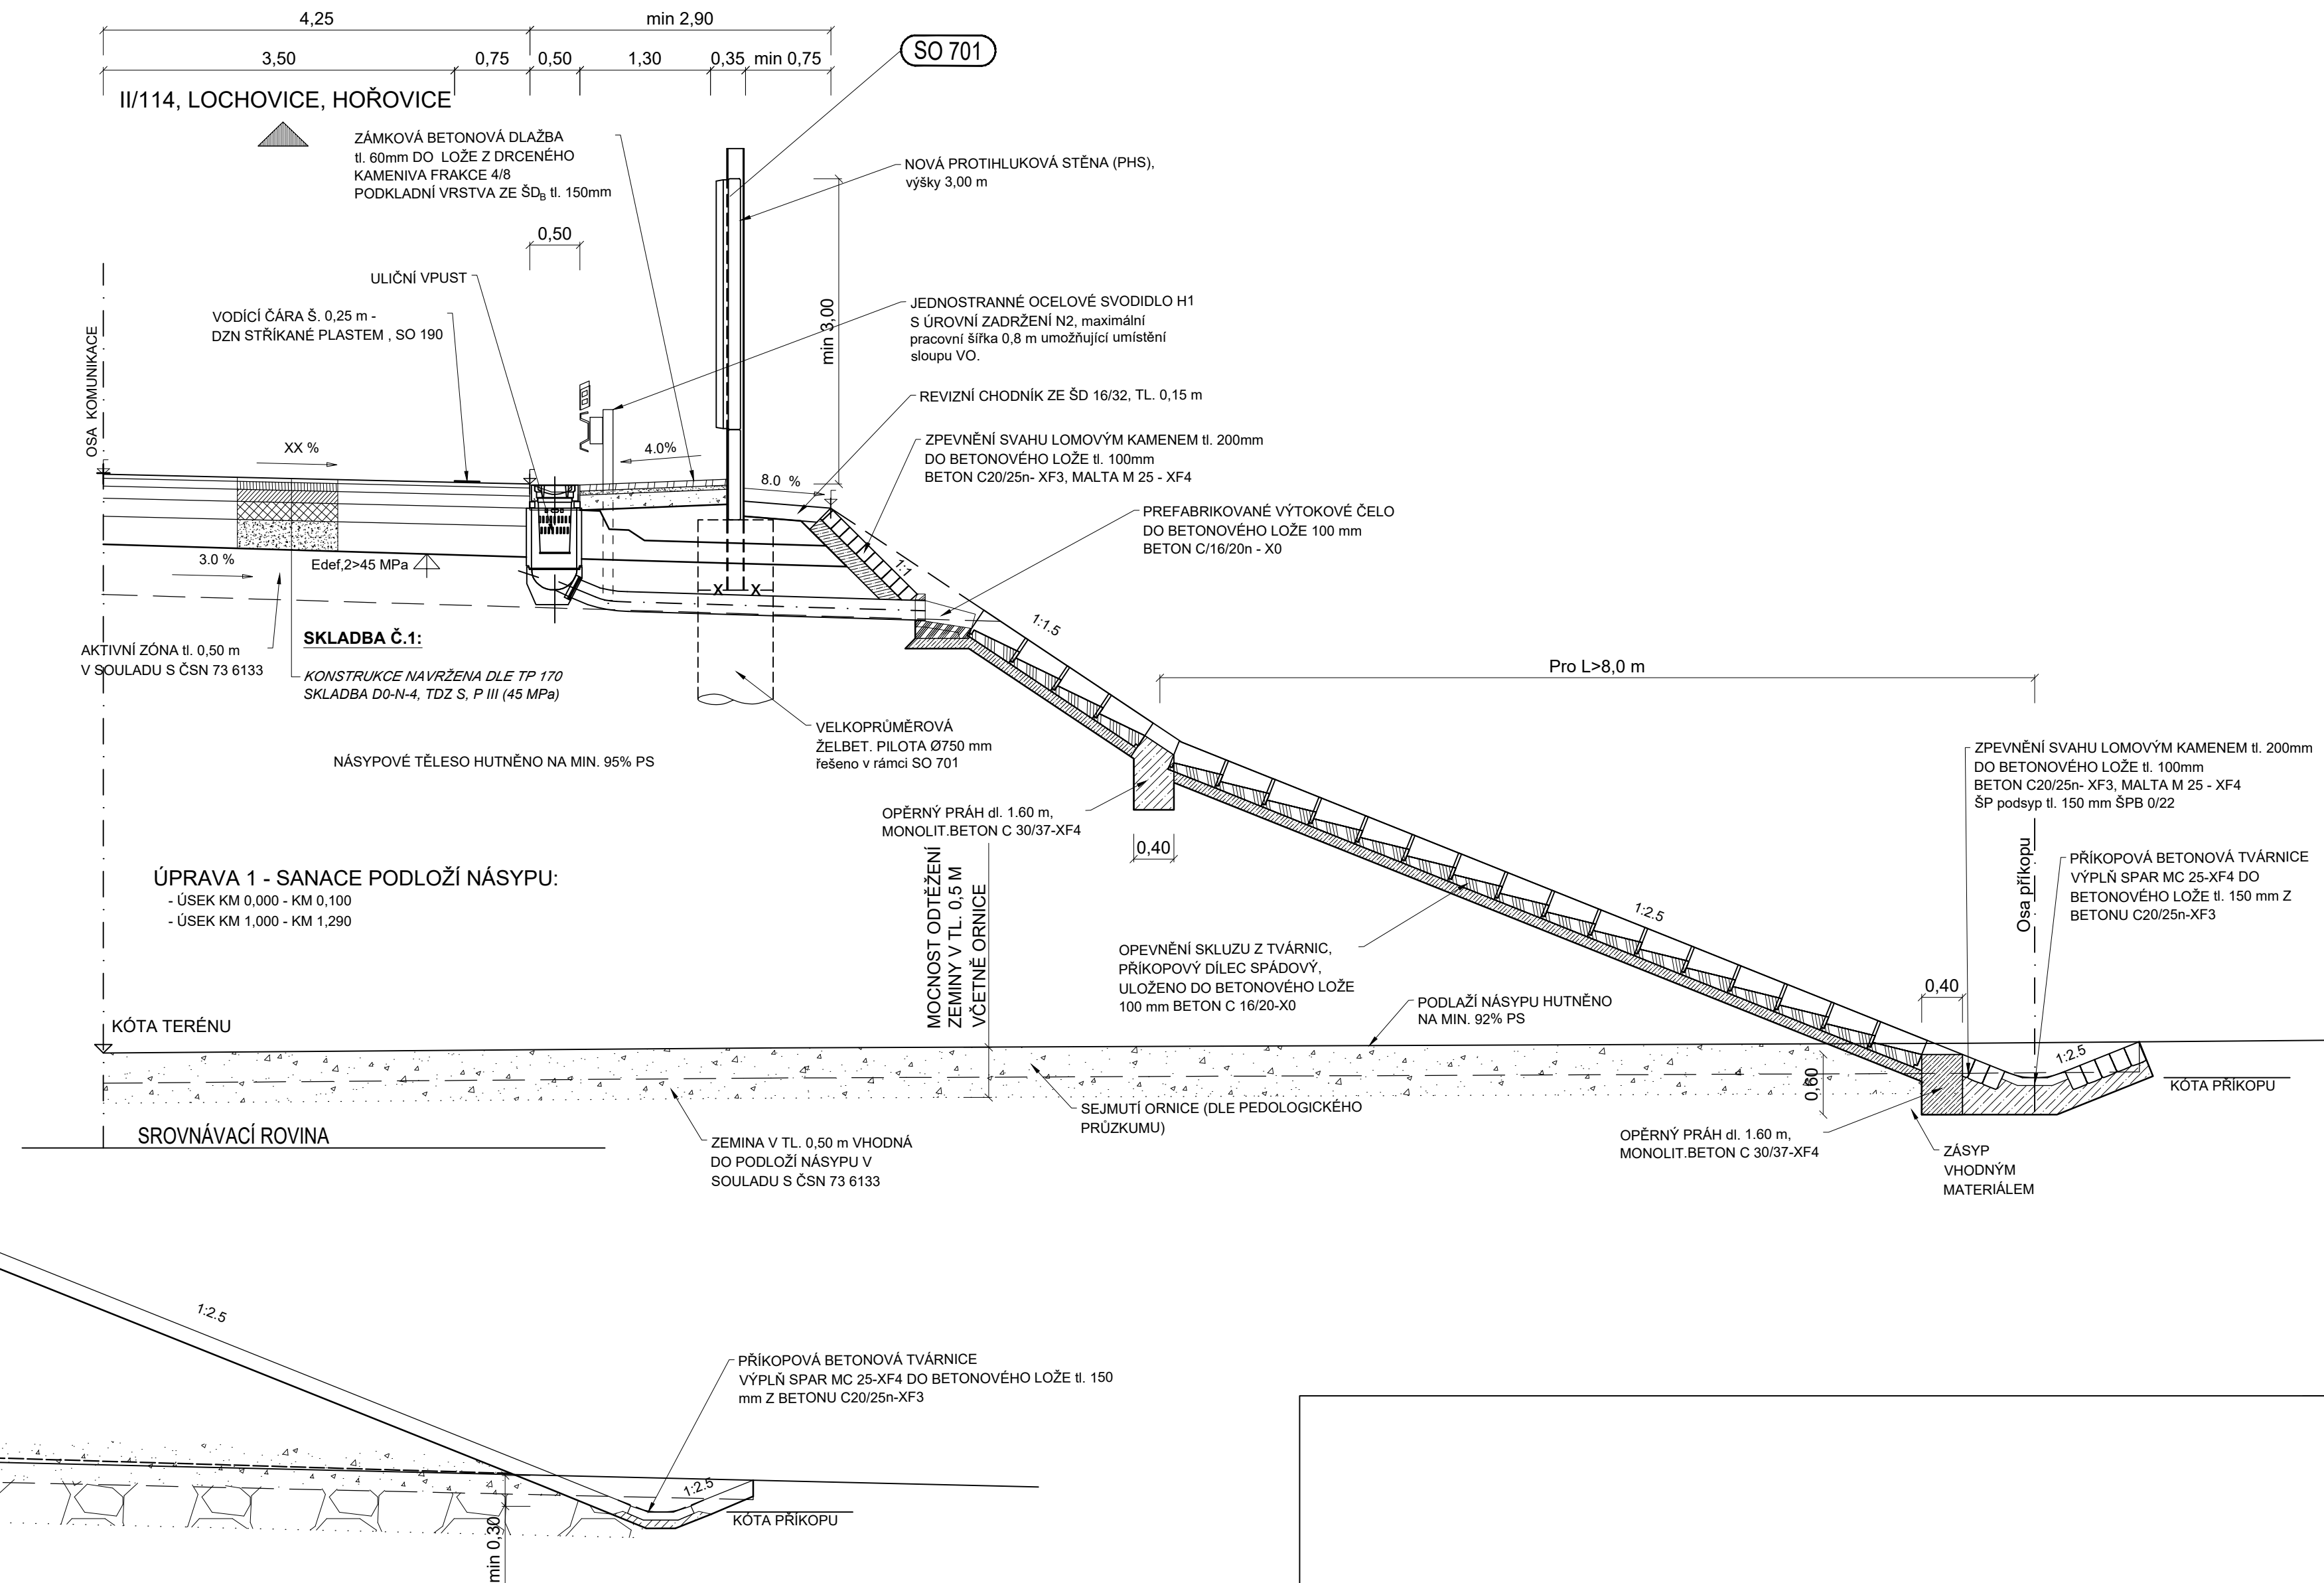 4,25
min 2,90
3,50
0,75
0,50
1,30
0,35
min 0,75
SO 701
II/114, LOCHOVICE, HOŘOVICE
ZÁMKOVÁ BETONOVÁ DLAŽBA
tl. 60mm DO LOŽE Z DRCENÉHO
KAMENIVA FRAKCE 4/8
PODKLADNÍ VRSTVA ZE ŠDB tl. 150mm
NOVÁ PROTIHLUKOVÁ STĚNA (PHS),
výšky 3,00 m
0,50
ULIČNÍ VPUST
VODÍCÍ ČÁRA Š. 0,25 m -
DZN STŘÍKANÉ PLASTEM , SO 190
min 3,00
JEDNOSTRANNÉ OCELOVÉ SVODIDLO H1
S ÚROVNÍ ZADRŽENÍ N2, maximální
pracovní šířka 0,8 m umožňující umístění
sloupu VO.
OSA KOMUNIKACE
REVIZNÍ CHODNÍK ZE ŠD 16/32, TL. 0,15 m
XX %
4.0%
8.0 %
ZPEVNĚNÍ SVAHU LOMOVÝM KAMENEM tl. 200mm
DO BETONOVÉHO LOŽE tl. 100mm
BETON C20/25n- XF3, MALTA M 25 - XF4
PREFABRIKOVANÉ VÝTOKOVÉ ČELO
DO BETONOVÉHO LOŽE 100 mm
BETON C/16/20n - X0
3.0 %
Edef,2>45 MPa
1:1
X X
1:1.5
AKTIVNÍ ZÓNA tl. 0,50 m
V SOULADU S ČSN 73 6133
SKLADBA Č.1:
KONSTRUKCE NAVRŽENA DLE TP 170
SKLADBA D0-N-4, TDZ S, P III (45 MPa)
Pro L>8,0 m
VELKOPRŮMĚROVÁ
ŽELBET. PILOTA Ø750 mm
řešeno v rámci SO 701
NÁSYPOVÉ TĚLESO HUTNĚNO NA MIN. 95% PS
ZPEVNĚNÍ SVAHU LOMOVÝM KAMENEM tl. 200mm
DO BETONOVÉHO LOŽE tl. 100mm
BETON C20/25n- XF3, MALTA M 25 - XF4
ŠP podsyp tl. 150 mm ŠPB 0/22
OPĚRNÝ PRÁH dl. 1.60 m,
MONOLIT.BETON C 30/37-XF4
0,40
MOCNOST ODTĚŽENÍ
ZEMINY V TL. 0,5 M
VČETNĚ ORNICE
Osa příkopu
PŘÍKOPOVÁ BETONOVÁ TVÁRNICE
VÝPLŇ SPAR MC 25-XF4 DO
BETONOVÉHO LOŽE tl. 150 mm Z
BETONU C20/25n-XF3
ÚPRAVA 1 - SANACE PODLOŽÍ NÁSYPU:
- ÚSEK KM 0,000 - KM 0,100
- ÚSEK KM 1,000 - KM 1,290
1:2.5
OPEVNĚNÍ SKLUZU Z TVÁRNIC,
PŘÍKOPOVÝ DÍLEC SPÁDOVÝ,
ULOŽENO DO BETONOVÉHO LOŽE
100 mm BETON C 16/20-X0
PODLAŽÍ NÁSYPU HUTNĚNO
NA MIN. 92% PS
0,40
KÓTA TERÉNU
1:2.5
0,60
KÓTA PŘÍKOPU
SEJMUTÍ ORNICE (DLE PEDOLOGICKÉHO
PRŮZKUMU)
SROVNÁVACÍ ROVINA
ZEMINA V TL. 0,50 m VHODNÁ
DO PODLOŽÍ NÁSYPU V
SOULADU S ČSN 73 6133
OPĚRNÝ PRÁH dl. 1.60 m,
MONOLIT.BETON C 30/37-XF4
ZÁSYP
VHODNÝM
MATERIÁLEM
1:2.5
PŘÍKOPOVÁ BETONOVÁ TVÁRNICE
VÝPLŇ SPAR MC 25-XF4 DO BETONOVÉHO LOŽE tl. 150
mm Z BETONU C20/25n-XF3
1:2.5
KÓTA PŘÍKOPU
min 0,30